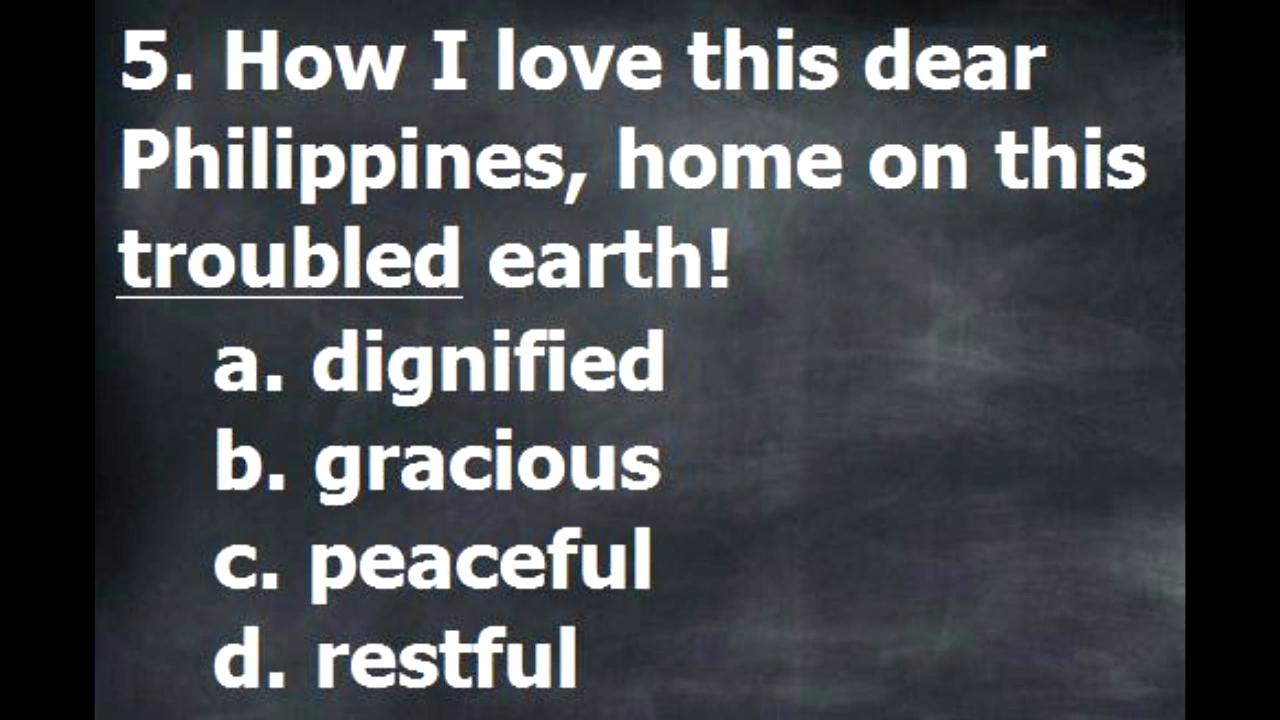 5. How I love this dear
Philippines, home on this
troubled earth!
a. dignified
b. gracious
c. peaceful
d. restful